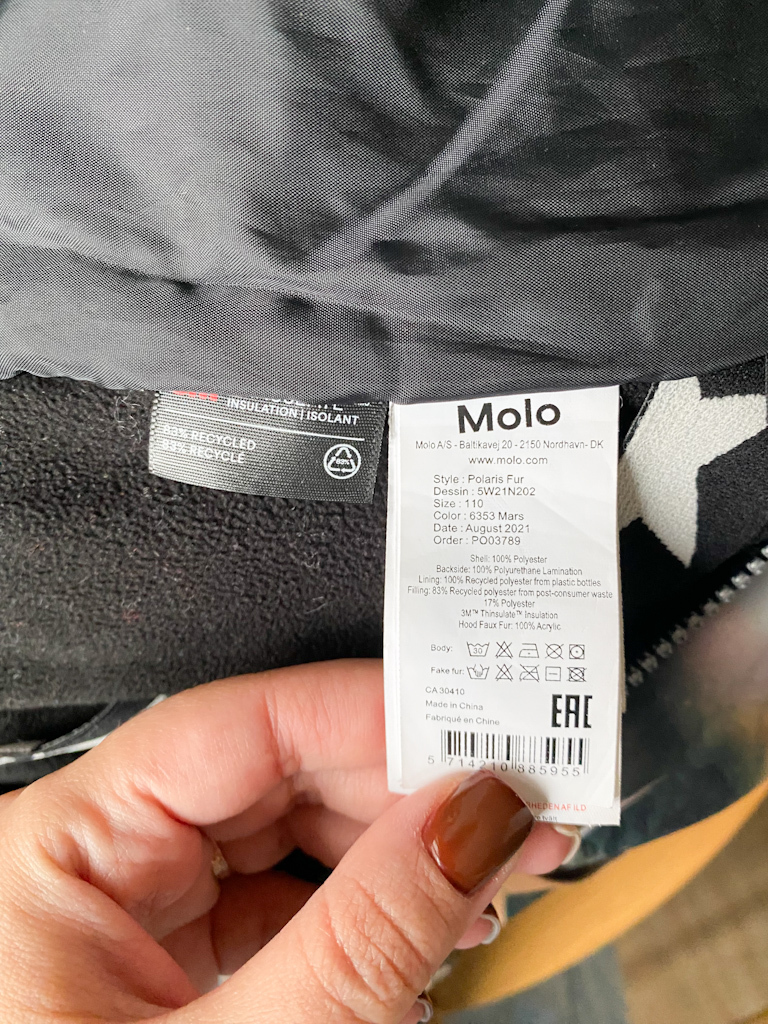 INSULATION | ISOLANT
RECYCLED
RECYCLÉ
83%
Molo
Molo A/S - Baltikavej 20 - 2150 Nordhavn- DK
www.molo.com
Style : Polaris Fur
Dessin : 5W21N202
Size : 110
Color : 6353 Mars
Date : August 2021
Order : PO03789
Shell: 100% Polyester
Backside: 100% Polyurethane Lamination
Lining: 100% Recycled polyester from plastic bottles
Filling: 83% Recycled polyester from post-consumer waste
17% Polyester
3M™ Thinsulate™ Insulation
Hood Faux Fur: 100% Acrylic
Body: 30
Fake fur:
CA30410
Made in China
Fabriqué en Chine
EAC
5 714210 885955